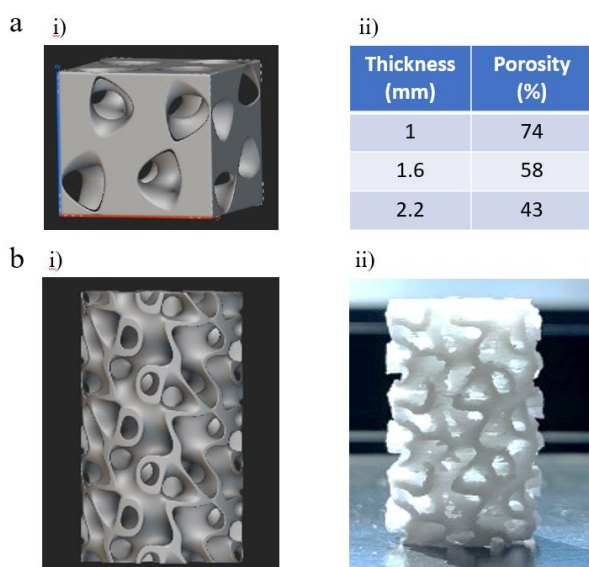 a
i)
ii)
Thickness (mm)
Porosity (%)
1
74
1.6
58
2.2
43
b
i)
ii)